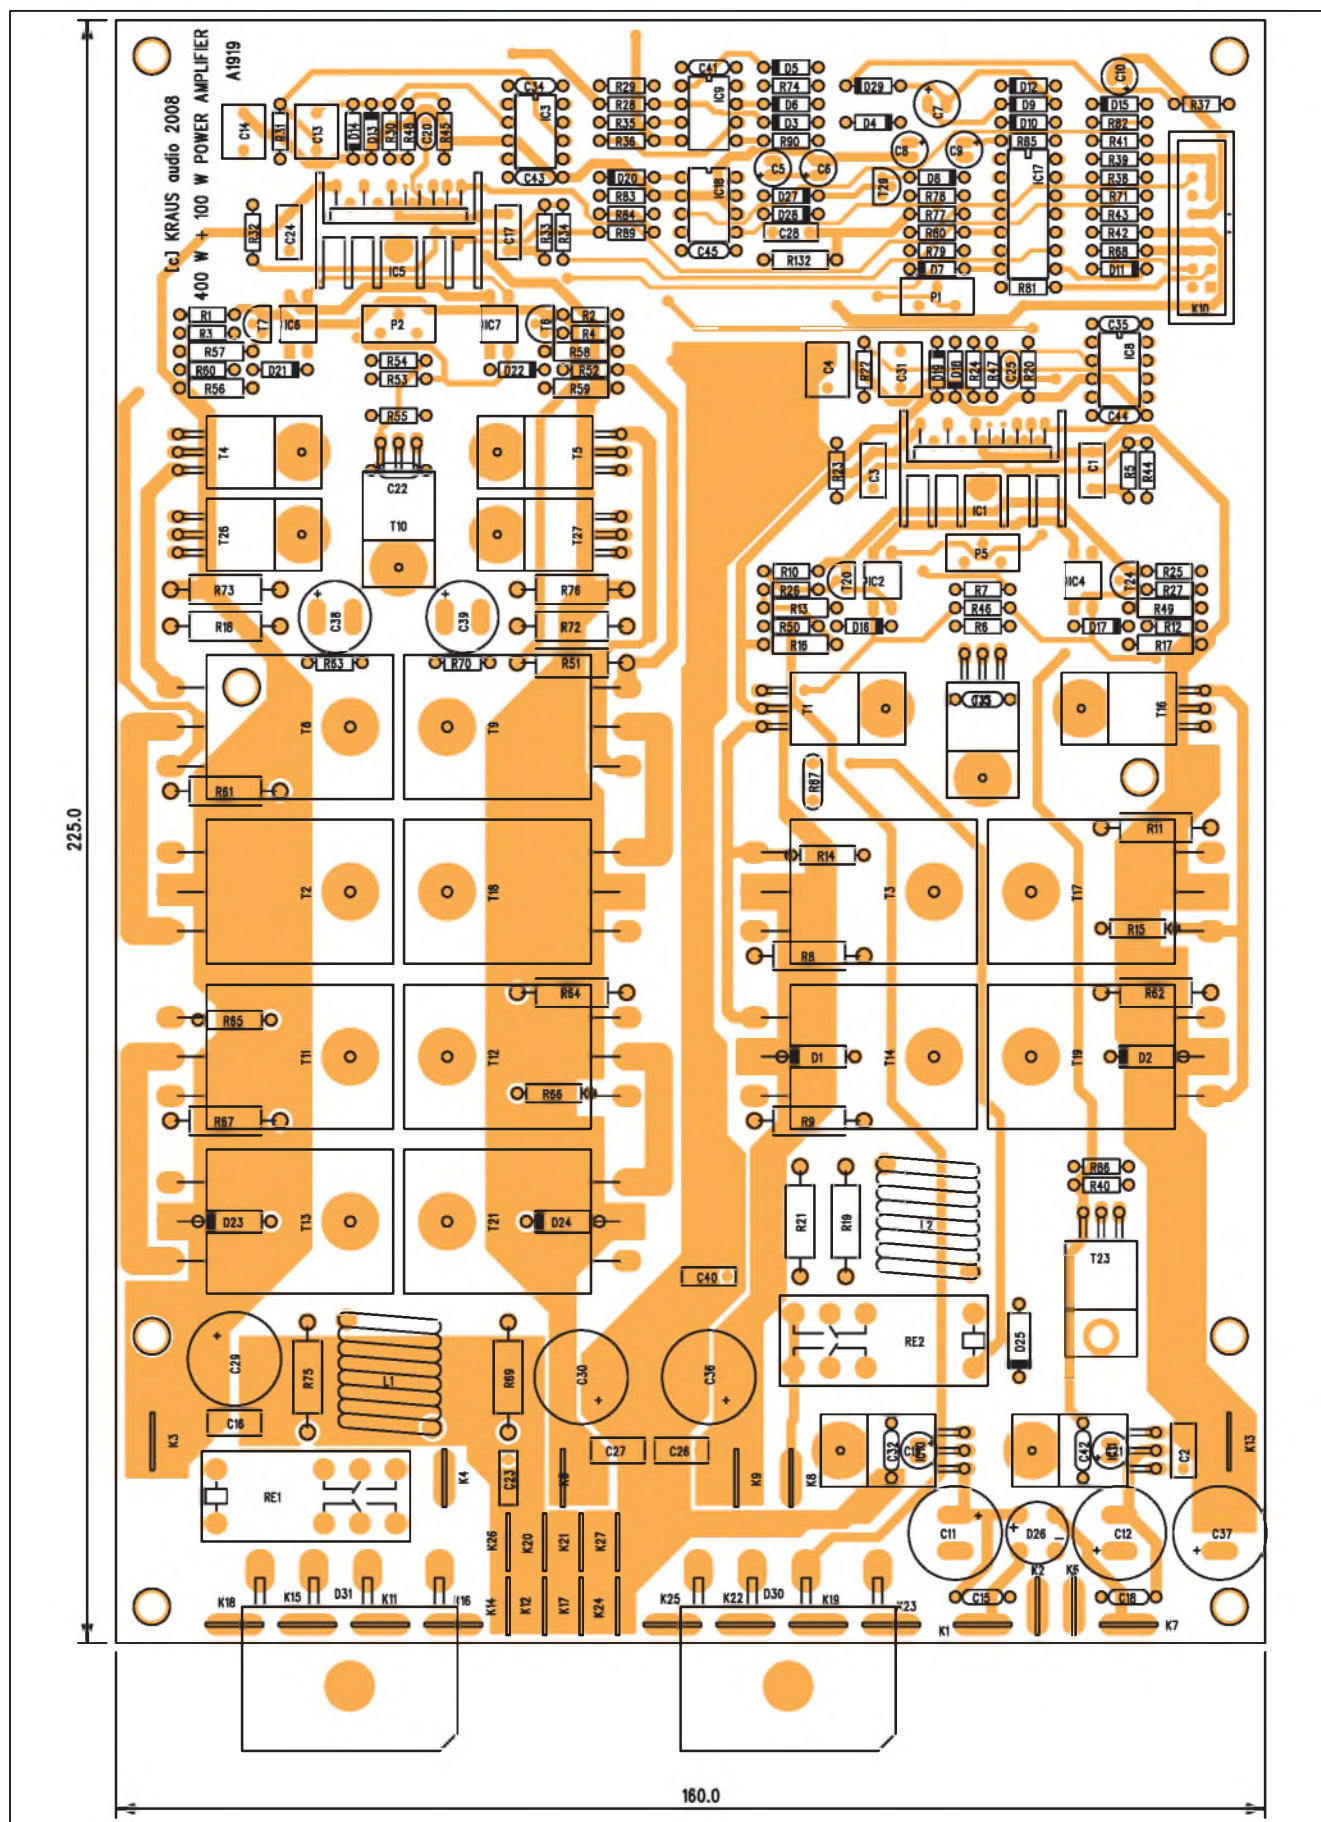 [c] KRAUS audio 2008
400 W + 100 W POWER AMPLIFIER
A1919
C14
R31
C13
D14
D13
R30
R48
C20
R45
C34
IC3
C43
R29
R28
R35
R36
C41
IC9
D5
R74
D6
D3
R90
D29
D4
C7
C8
C9
D12
D9
D10
R85
IC17
C10
D15
R82
R41
R39
R38
R71
R43
R42
R68
D11
R37
K10
R32
C24
IC5
C17
R33
R34
D20
R83
R84
R89
IC18
C45
C5
C6
D27
D28
C28
R132
T28
D8
R78
R77
R80
R79
D7
P1
R81
R1
R3
R57
R60
R56
T7
IC6
D21
P2
R54
R53
R55
IC7
D22
T6
R2
R4
R58
R52
R59
C4
R22
C31
D19
D18
R24
R47
C25
R20
C35
IC8
C44
T4
T26
C22
T10
T5
T27
R23
C3
IC1
C1
R5
R44
R73
R18
C38
C39
R76
R72
R10
R26
R13
R50
R16
T20
IC2
D16
P5
R7
R46
R6
IC4
D17
T24
R25
R27
R49
R12
R17
R63
R70
R51
T8
T9
R61
T1
T16
R87
T2
T18
R14
T3
R8
T17
R11
R15
R65
T11
R67
R64
T12
R66
D1
T14
R9
R62
T19
D2
D23
T13
T21
D24
R21
R19
L2
R86
R40
T23
C40
RE2
D25
C29
R75
L1
R69
C30
C36
C16
K3
RE1
K4
C23
C27
C26
K9
K8
C32
C42
C2
K13
K26
K20
K21
K27
C11
D26
C12
C37
K2
K18
K15
D31
K11
K14
K12
K17
K24
K25
K22
D30
K19
K23
K1
C15
C18
K7
225.0
160.0